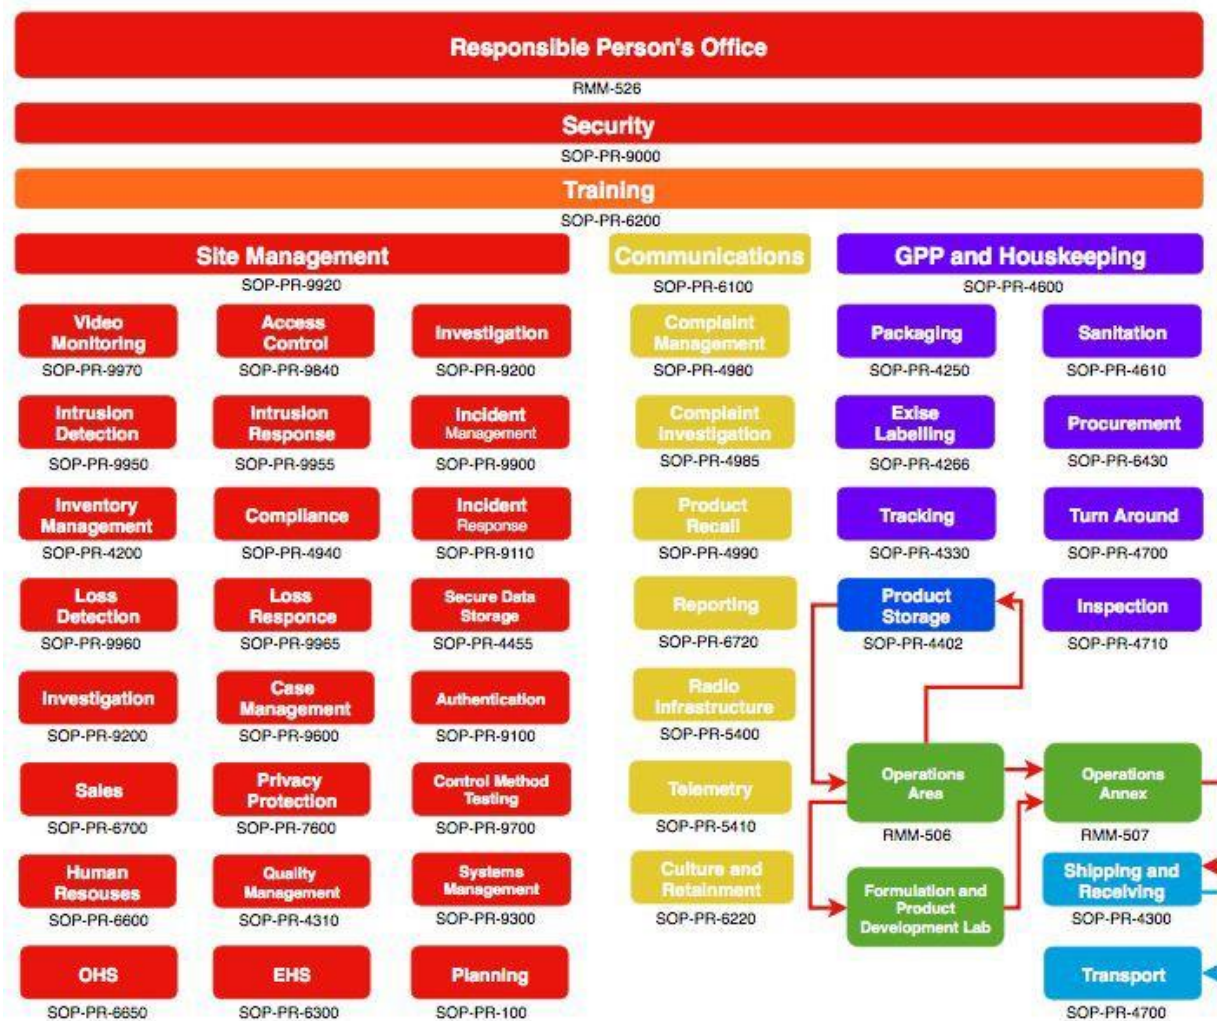 Responsible Person's Office
RMM-526
Security
SOP-PR-9000
Training
SOP-PR-6200
Site Management
SOP-PR-9920
Video
Monitoring
SOP-PR-9970
Access
Control
SOP-PR-9840
Investigation
SOP-PR-9200
Intrusion
Detection
SOP-PR-9950
Intrusion
Response
SOP-PR-9955
Incident
Management
SOP-PR-9900
Inventory
Management
SOP-PR-4200
Compliance
SOP-PR-4940
Incident
Response
SOP-PR-9110
Loss
Detection
SOP-PR-9960
Loss
Responce
SOP-PR-9965
Secure Data
Storage
SOP-PR-4455
Investigation
SOP-PR-9200
Case
Management
SOP-PR-9600
Authentication
SOP-PR-9100
Sales
SOP-PR-6700
Privacy
Protection
SOP-PR-7600
Control Method
Testing
SOP-PR-9700
Human
Resouses
SOP-PR-6600
Quality
Management
SOP-PR-4310
Systems
Management
SOP-PR-9300
OHS
SOP-PR-6650
EHS
SOP-PR-6300
Planning
SOP-PR-100
Communications
SOP-PR-6100
Complaint
Management
SOP-PR-4980
Complaint
Investigation
SOP-PR-4985
Product
Recall
SOP-PR-4990
Reporting
SOP-PR-6720
Radio
Infrastructure
SOP-PR-5400
Telemetry
SOP-PR-5410
Culture and
Retainment
SOP-PR-6220
GPP and Houskeeping
SOP-PR-4600
Packaging
SOP-PR-4250
Sanitation
SOP-PR-4610
Exise
Labelling
SOP-PR-4266
Procurement
SOP-PR-6430
Tracking
SOP-PR-4330
Turn Around
SOP-PR-4700
Product
Storage
SOP-PR-4402
Inspection
SOP-PR-4710
Operations
Area
RMM-506
Operations
Annex
RMM-507
Formulation and
Product
Development Lab
Shipping and
Receiving
SOP-PR-4300
Transport
SOP-PR-4700